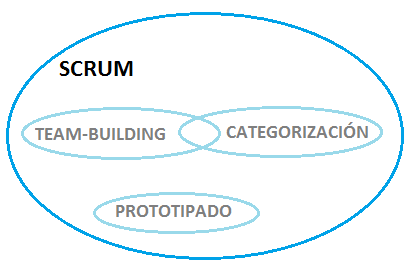 SCRUM
TEAM-BUILDING
CATEGORIZACIÓN
PROTOTIPADO